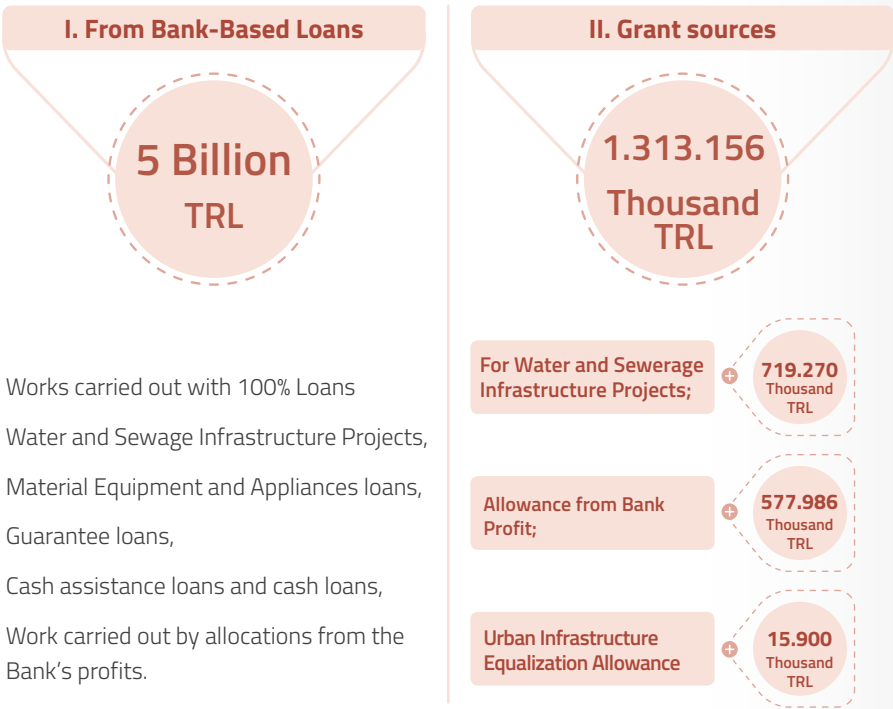 I. From Bank-Based Loans
5 Billion
TRL
Works carried out with 100% Loans
Water and Sewage Infrastructure Projects,
Material Equipment and Appliances loans,
Guarantee loans,
Cash assistance loans and cash loans,
Work carried out by allocations from the
Bank's profits.
II. Grant sources
1.313.156
Thousand
TRL
For Water and Sewerage
Infrastructure Projects;
+
719.270
Thousand
TRL
Allowance from Bank
Profit;
+
577.986
Thousand
TRL
Urban Infrastructure
Equalization Allowance
+
15.900
Thousand
TRL